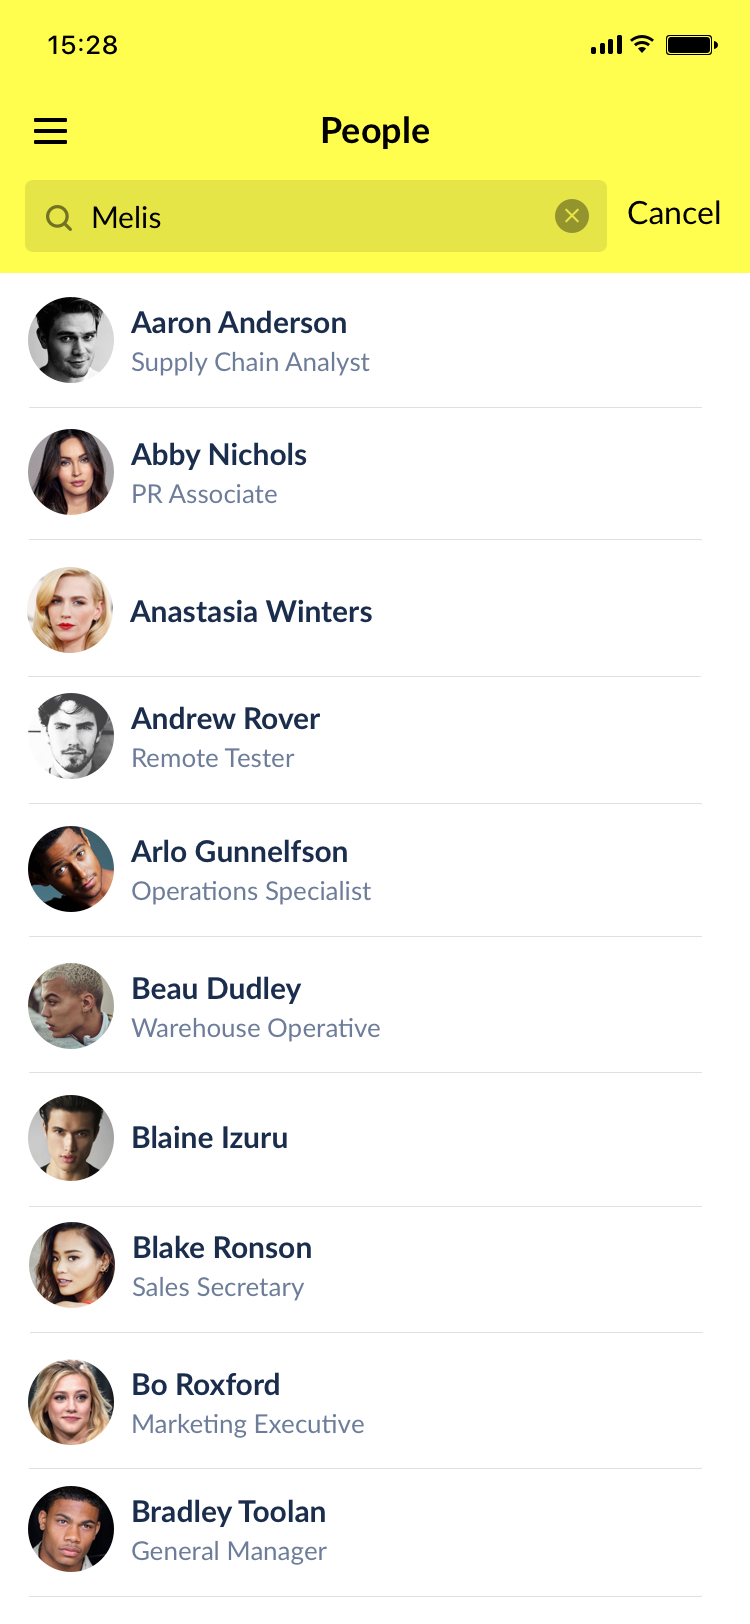 15:28
People
Melis
Cancel
Aaron Anderson
Supply Chain Analyst
Abby Nichols
PR Associate
Anastasia Winters
Andrew Rover
Remote Tester
Arlo Gunnelfson
Operations Specialist
Beau Dudley
Warehouse Operative
Blaine Izuru
Blake Ronson
Sales Secretary
Bo Roxford
Marketing Executive
Bradley Toolan
General Manager